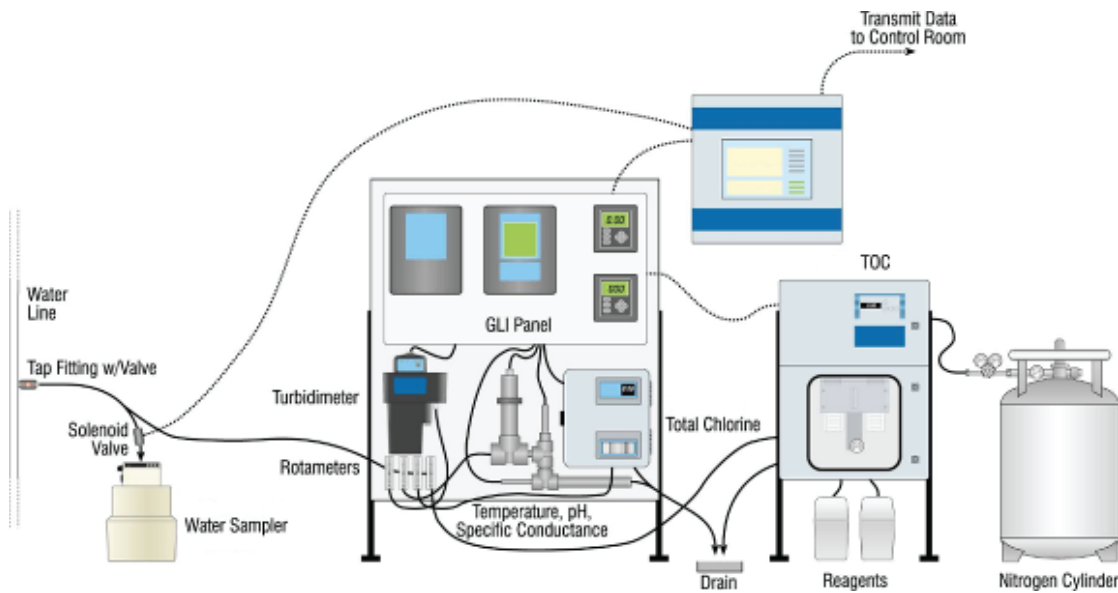 Transmit Data
to Control Room
TOC
Water
Line
GLI Panel
Tap Fitting w/Valve
Turbidimeter
Solenoid
Valve
Total Chlorine
Rotameters
Water Sampler
Temperature, pH,
Specific Conductance
Drain
Reagents
Nitrogen Cylinder